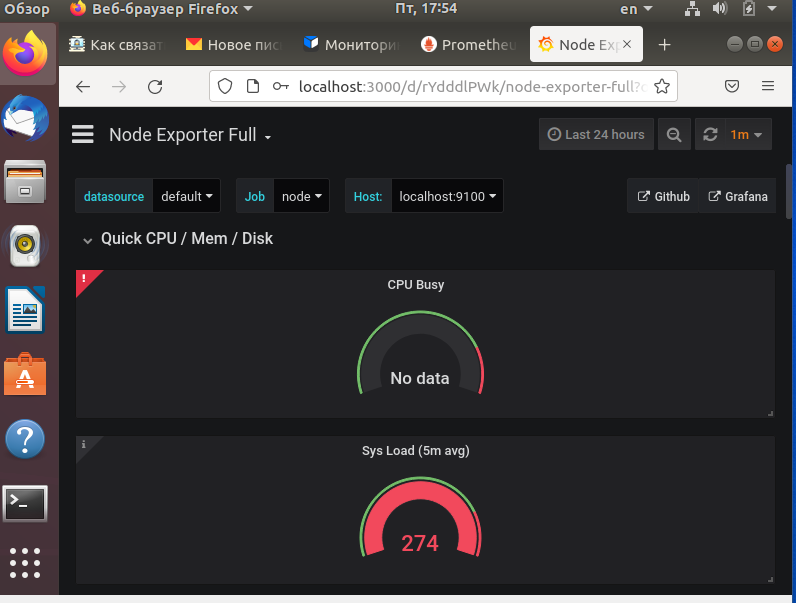 Обзор Веб-браузер Firefox Пт, 17:54 en
Как связат Новое пис Мониторин Prometheu Node Exp
localhost:3000/d/rYdddlPWk/node-exporter-full?o
Node Exporter Full Last 24 hours 1m
datasource default Job node Host: localhost:9100 Github Grafana
Quick CPU / Mem / Disk
!
CPU Busy
No data
i
Sys Load (5m avg)
274